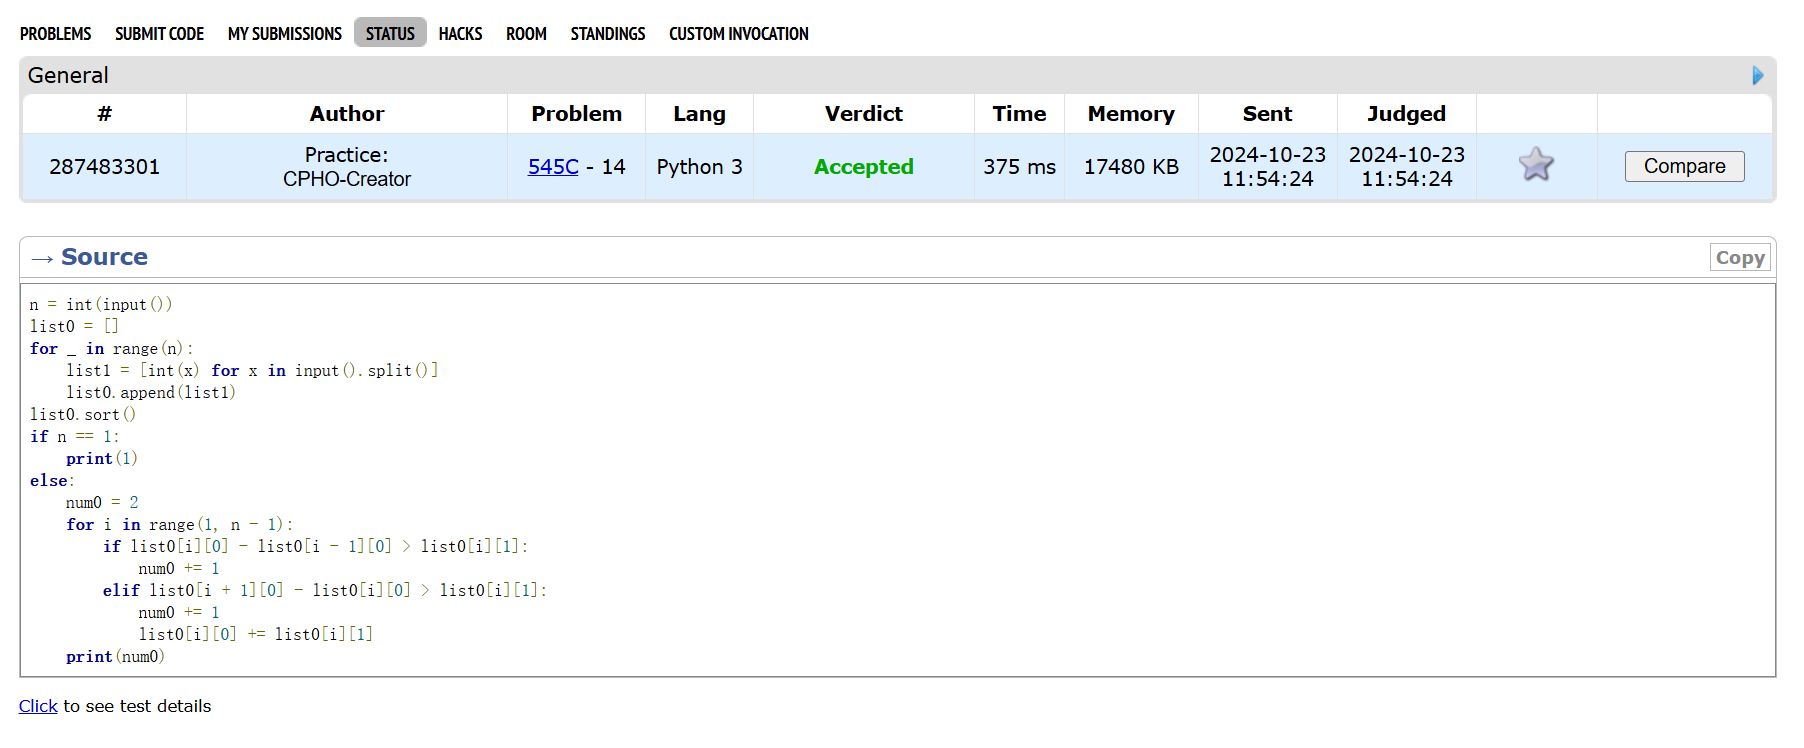 PROBLEMS SUBMIT CODE MY SUBMISSIONS STATUS HACKS ROOM STANDINGS CUSTOM INVOCATION
General
# Author Problem Lang Verdict Time Memory Sent Judged
287483301 Practice: CPHO-Creator 545C - 14 Python 3 Accepted 375 ms 17480 KB 2024-10-23 11:54:24 2024-10-23 11:54:24 Compare
→ Source Copy
n = int(input())
list0 = []
for _ in range(n):
    list1 = [int(x) for x in input().split()]
    list0.append(list1)
list0.sort()
if n == 1:
    print(1)
else:
    num0 = 2
    for i in range(1, n - 1):
        if list0[i][0] - list0[i - 1][0] > list0[i][1]:
            num0 += 1
        elif list0[i + 1][0] - list0[i][0] > list0[i][1]:
            num0 += 1
            list0[i][0] += list0[i][1]
    print(num0)
Click to see test details